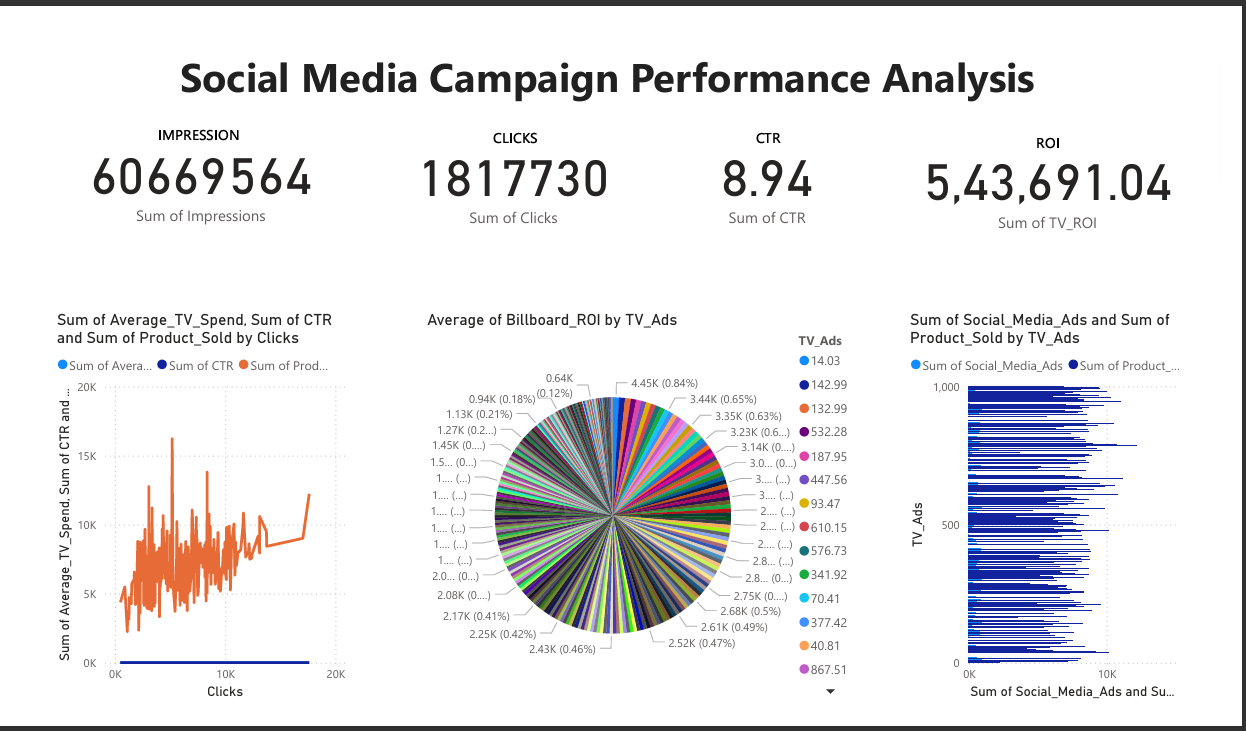 Social Media Campaign Performance Analysis
IMPRESSION
60669564
Sum of Impressions
CLICKS
1817730
Sum of Clicks
CTR
8.94
Sum of CTR
ROI
5,43,691.04
Sum of TV_ROI
Sum of Average_TV_Spend, Sum of CTR
and Sum of Product_Sold by Clicks
Sum of Avera... Sum of CTR Sum of Prod...
Sum of Average_TV_Spend, Sum of CTR and ...
20K
15K
10K
5K
0K
0K 10K 20K
Clicks
Average of Billboard_ROI by TV_Ads
4.45K (0.84%)
3.44K (0.65%)
3.35K (0.63%)
3.23K (0.6...)
3.14K (0....)
3.0... (0...)
3.... (...)
3.... (...)
2.... (...)
2.... (...)
2.... (...)
2.8... (...)
2.8... (0...)
2.75K (0....)
2.68K (0.5%)
2.61K (0.49%)
2.52K (0.47%)
2.43K (0.46%)
2.25K (0.42%)
2.17K (0.41%)
2.08K (0....)
2.0... (0...)
1.... (...)
1.... (...)
1.... (...)
1.... (...)
1.... (...)
1.... (...)
1.5... (0...)
1.45K (0...)
1.27K (0.2...)
1.13K (0.21%)
0.94K (0.18%)
0.64K
(0.12%)
TV_Ads
14.03
142.99
132.99
532.28
187.95
447.56
93.47
610.15
576.73
341.92
70.41
377.42
40.81
867.51
Sum of Social_Media_Ads and Sum of
Product_Sold by TV_Ads
Sum of Social_Media_Ads Sum of Product_...
TV_Ads
1,000
500
0
0K 10K
Sum of Social_Media_Ads and Su...